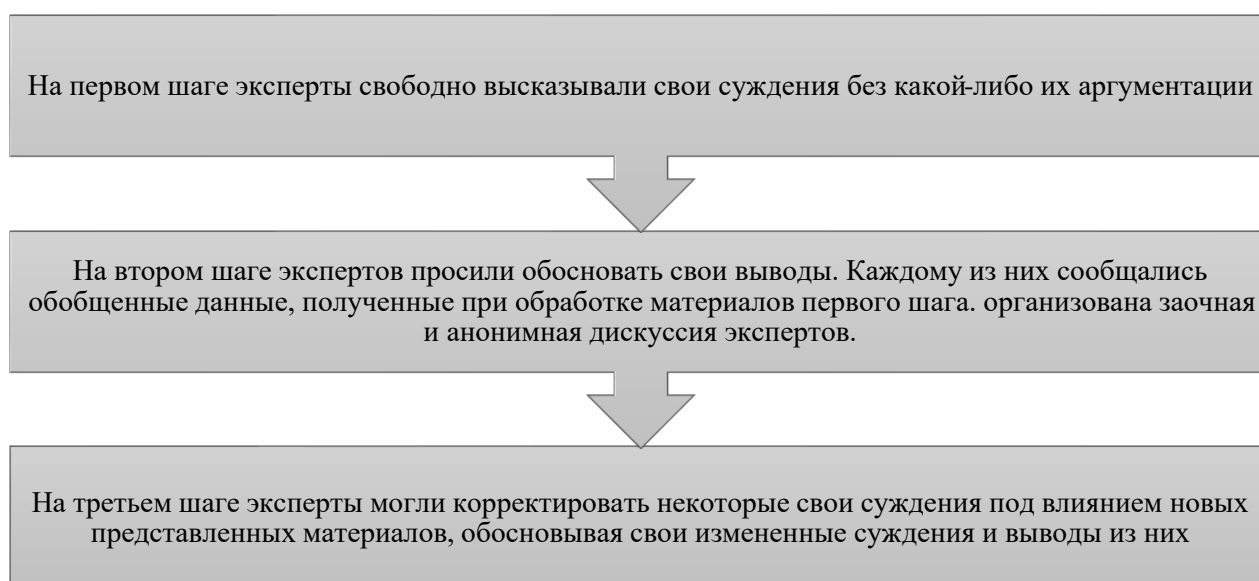 На первом шаге эксперты свободно высказывали свои суждения без какой-либо их аргументации
На втором шаге экспертов просили обосновать свои выводы. Каждому из них сообщались
обобщенные данные, полученные при обработке материалов первого шага. организована заочная
и анонимная дискуссия экспертов.
На третьем шаге эксперты могли корректировать некоторые свои суждения под влиянием новых
представленных материалов, обосновывая свои измененные суждения и выводы из них